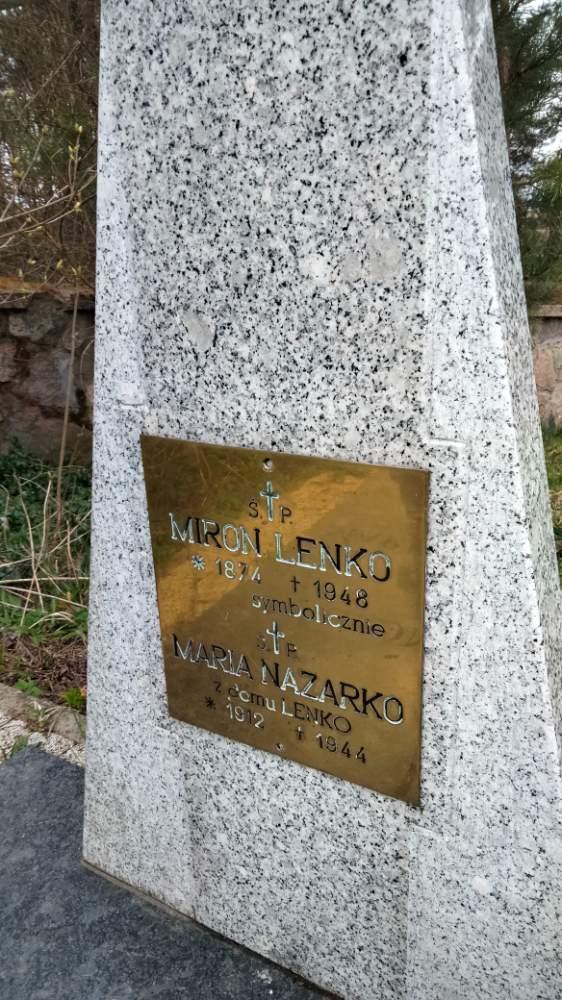 Ś. † P.
MIRON LENKO
* 1874 † 1948
symbolicznie
Ś. † P.
MARIA NAZARKO
z domu LENKO
* 1912 † 1944